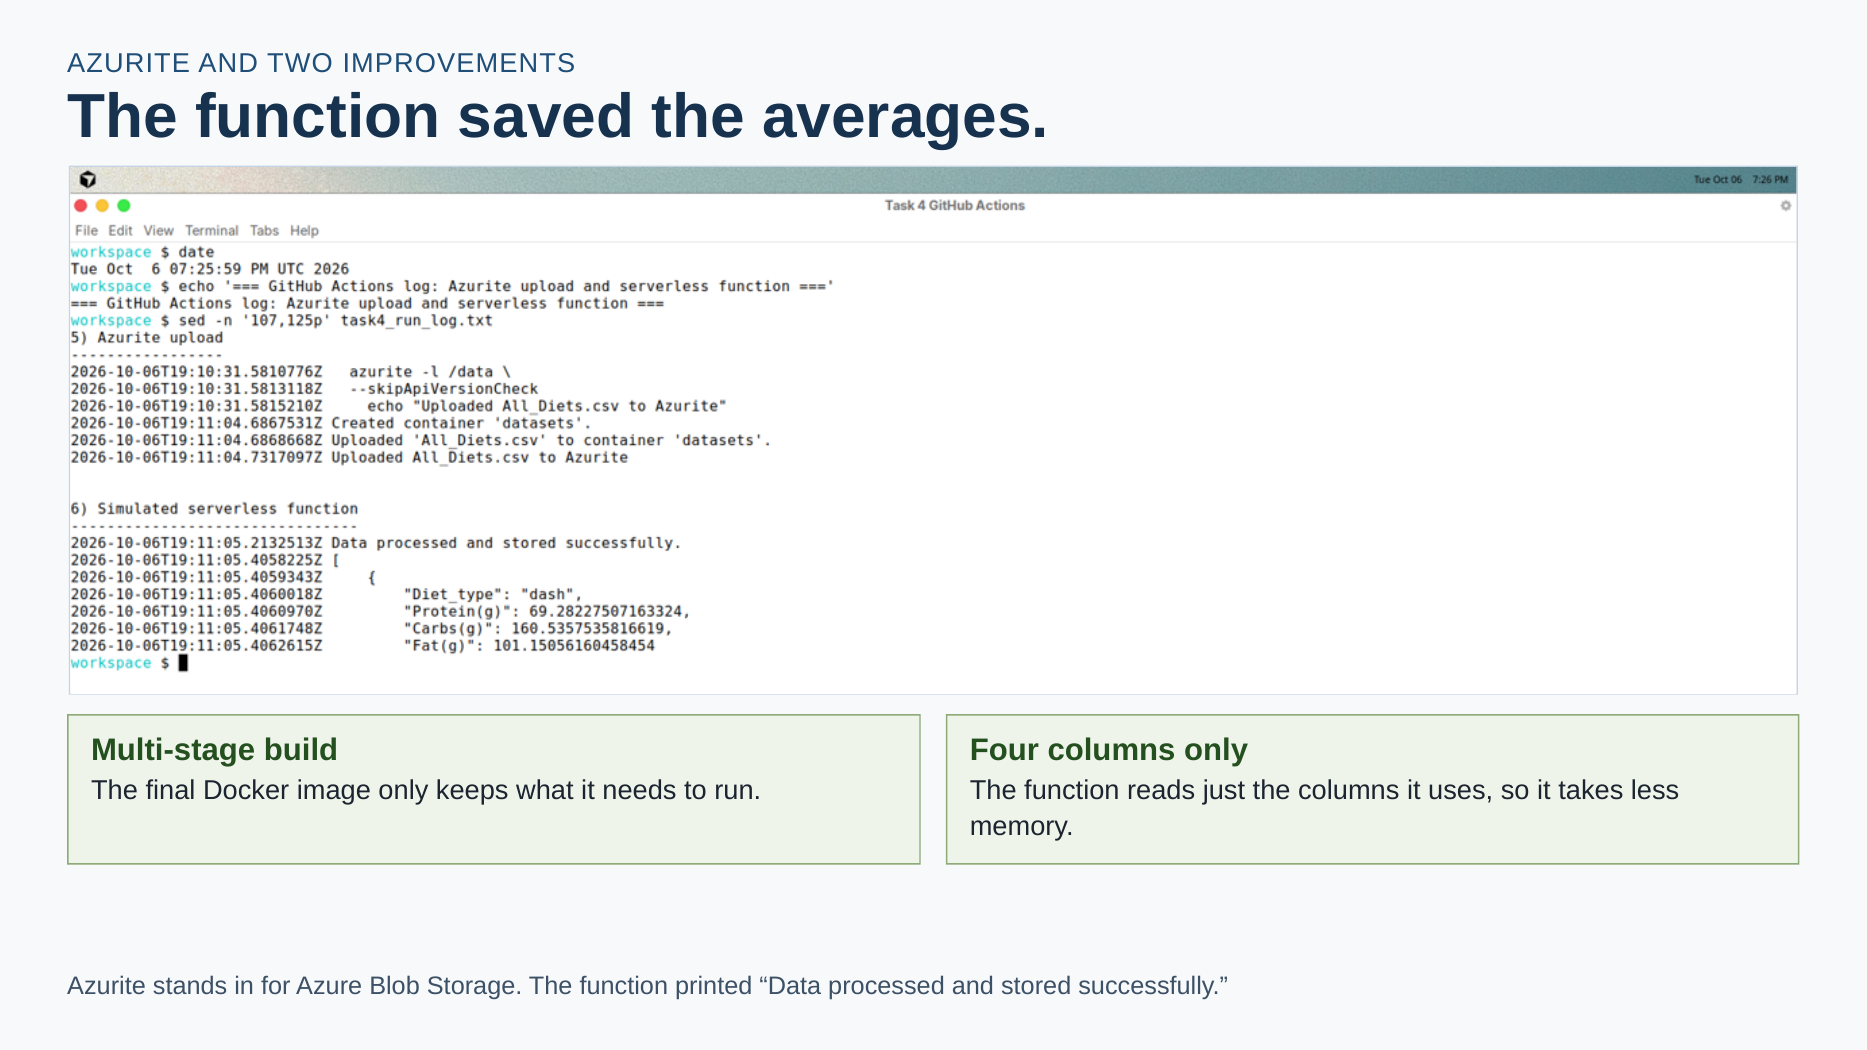 AZURITE AND TWO IMPROVEMENTS
The function saved the averages.
Tue Oct 06 7:26 PM
Task 4 GitHub Actions
File Edit View Terminal Tabs Help
workspace $ date
Tue Oct  6 07:25:59 PM UTC 2026
workspace $ echo '=== GitHub Actions log: Azurite upload and serverless function ==='
=== GitHub Actions log: Azurite upload and serverless function ===
workspace $ sed -n '107,125p' task4_run_log.txt
5) Azurite upload
-----------------
2026-10-06T19:10:31.5810776Z   azurite -l /data \
2026-10-06T19:10:31.5813118Z   --skipApiVersionCheck
2026-10-06T19:10:31.5815210Z     echo "Uploaded All_Diets.csv to Azurite"
2026-10-06T19:11:04.6867531Z Created container 'datasets'.
2026-10-06T19:11:04.6868668Z Uploaded 'All_Diets.csv' to container 'datasets'.
2026-10-06T19:11:04.7317097Z Uploaded All_Diets.csv to Azurite
6) Simulated serverless function
--------------------------------
2026-10-06T19:11:05.2132513Z Data processed and stored successfully.
2026-10-06T19:11:05.4058225Z [
2026-10-06T19:11:05.4059343Z     {
2026-10-06T19:11:05.4060018Z         "Diet_type": "dash",
2026-10-06T19:11:05.4060970Z         "Protein(g)": 69.28227507163324,
2026-10-06T19:11:05.4061748Z         "Carbs(g)": 160.5357535816619,
2026-10-06T19:11:05.4062615Z         "Fat(g)": 101.15056160458454
workspace $
Multi-stage build
The final Docker image only keeps what it needs to run.
Four columns only
The function reads just the columns it uses, so it takes less
memory.
Azurite stands in for Azure Blob Storage. The function printed “Data processed and stored successfully.”